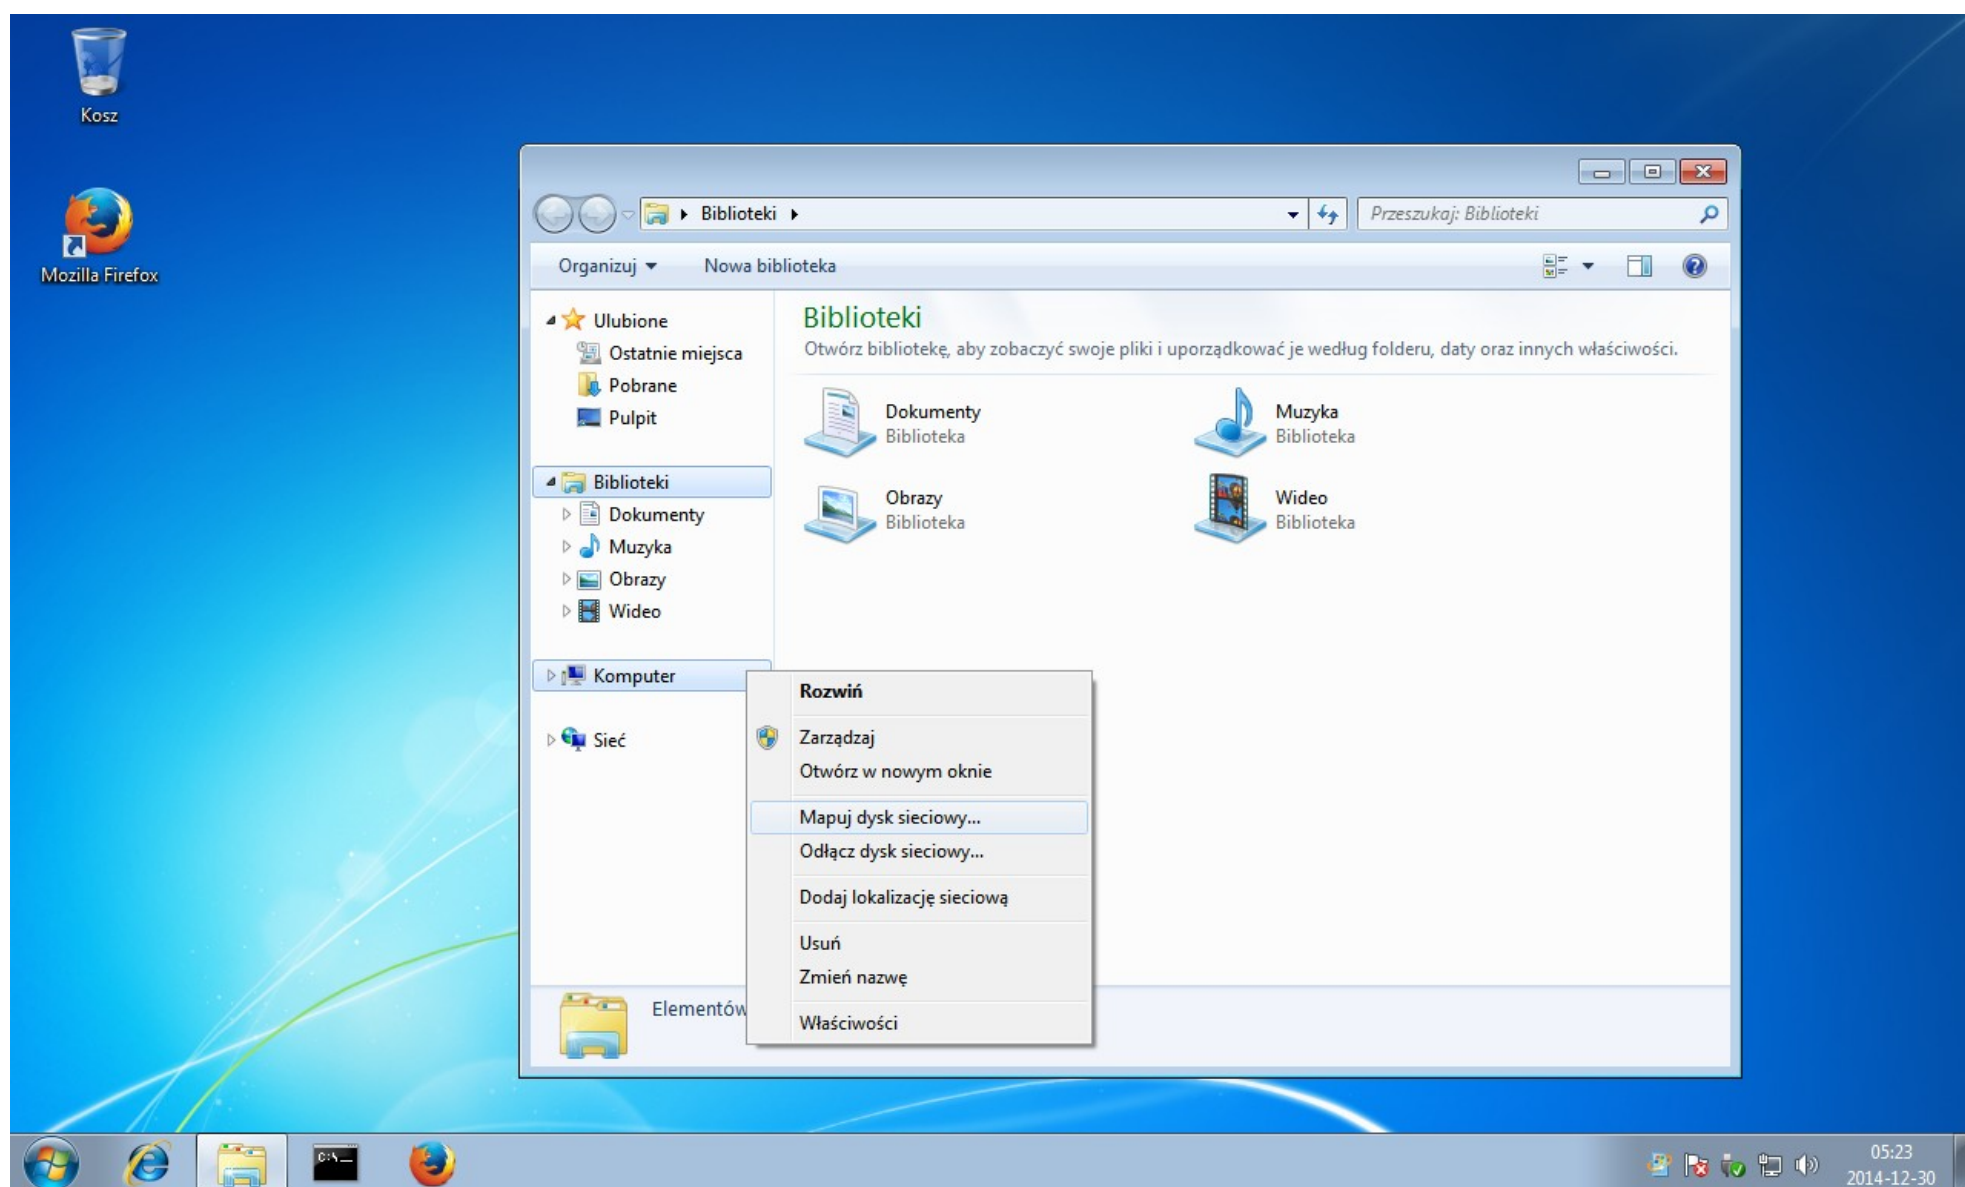 Kosz
Mozilla Firefox
Biblioteki
Przeszukaj: Biblioteki
Organizuj
Nowa biblioteka
Ulubione
Ostatnie miejsca
Pobrane
Pulpit
Biblioteki
Dokumenty
Muzyka
Obrazy
Wideo
Komputer
Sieć
Biblioteki
Otwórz bibliotekę, aby zobaczyć swoje pliki i uporządkować je według folderu, daty oraz innych właściwości.
Dokumenty
Biblioteka
Muzyka
Biblioteka
Obrazy
Biblioteka
Wideo
Biblioteka
Rozwiń
Zarządzaj
Otwórz w nowym oknie
Mapuj dysk sieciowy...
Odłącz dysk sieciowy...
Dodaj lokalizację sieciową
Usuń
Zmień nazwę
Właściwości
Elementów
C:\_
05:23
2014-12-30